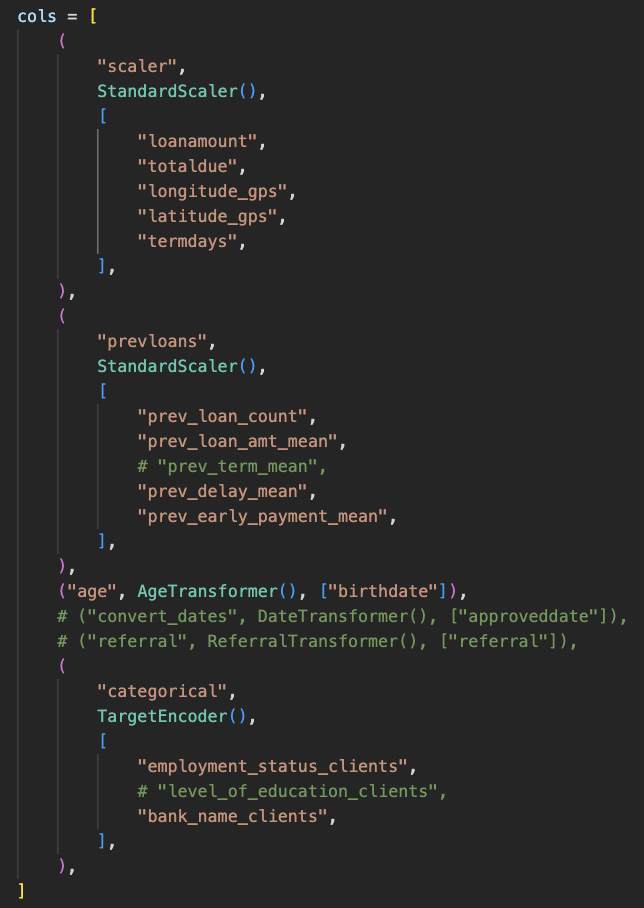 cols = [
    (
        "scaler",
        StandardScaler(),
        [
            "loanamount",
            "totaldue",
            "longitude_gps",
            "latitude_gps",
            "termdays",
        ],
    ),
    (
        "prevloans",
        StandardScaler(),
        [
            "prev_loan_count",
            "prev_loan_amt_mean",
            # "prev_term_mean",
            "prev_delay_mean",
            "prev_early_payment_mean",
        ],
    ),
    ("age", AgeTransformer(), ["birthdate"]),
    # ("convert_dates", DateTransformer(), ["approveddate"]),
    # ("referral", ReferralTransformer(), ["referral"]),
    (
        "categorical",
        TargetEncoder(),
        [
            "employment_status_clients",
            # "level_of_education_clients",
            "bank_name_clients",
        ],
    ),
]